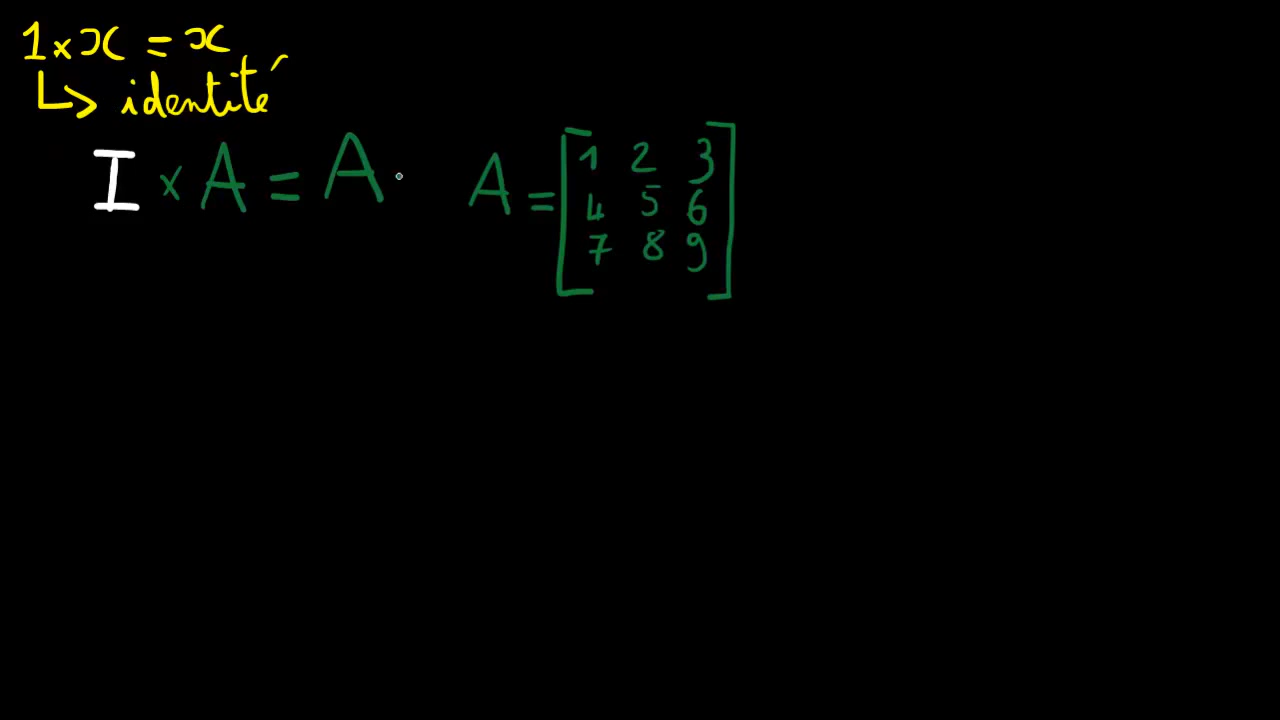 1 × x = x
↳ identité
I × A = A
A = [1 2 3
4 5 6
7 8 9]